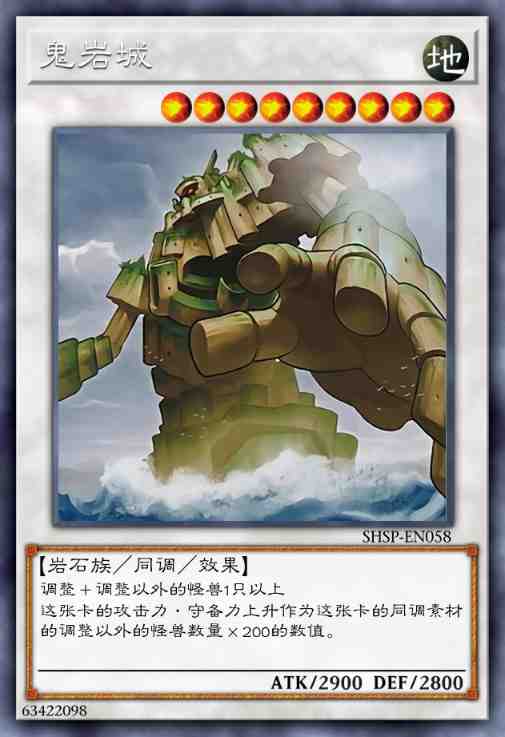 鬼岩城
地
SHSP-EN058
【岩石族／同调／效果】
调整＋调整以外的怪兽1只以上
这张卡的攻击力·守备力上升作为这张卡的同调素材
的调整以外的怪兽数量×200的数值。
ATK/2900 DEF/2800
63422098